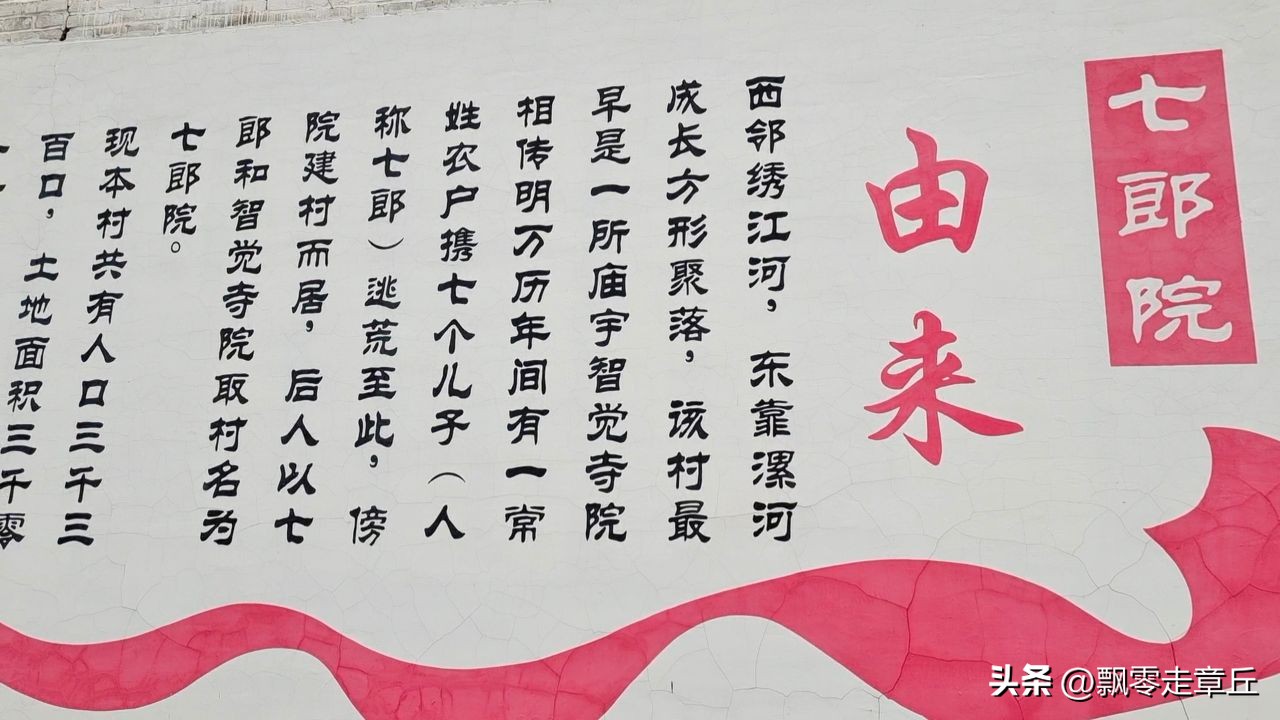 七郎院
由来
西邻绣江河，东靠漯河
成长方形聚落，该村最
早是一所庙宇智觉寺院
相传明万历年间有一常
姓农户携七个儿子（人
称七郎）逃荒至此，傍
院建村而居，后人以七
郎和智觉寺院取村名为
七郎院。
现本村共有人口三千三
百口，土地面积三千零
头条 @飘零走章丘